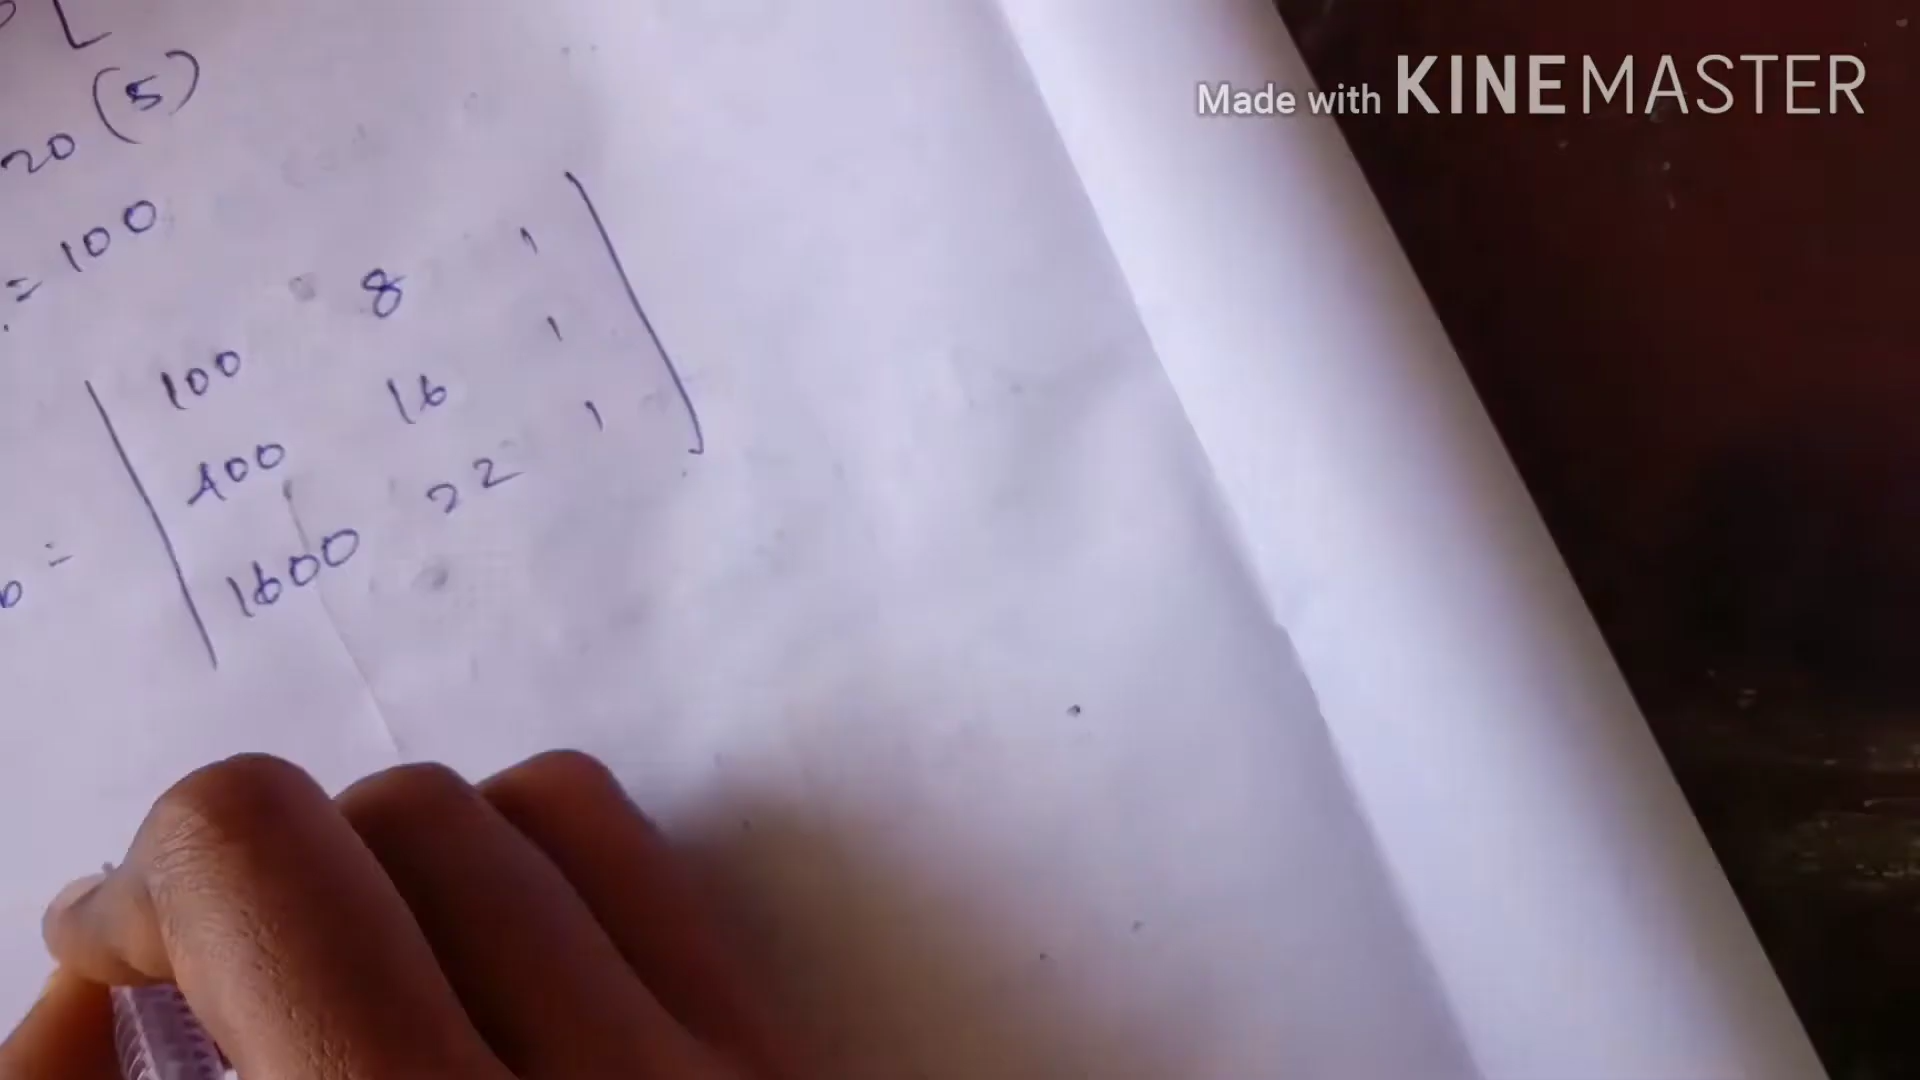 Made with KINEMASTER
20 (5)
= 100
100 8 1
400 16 1
1600 22 1
=